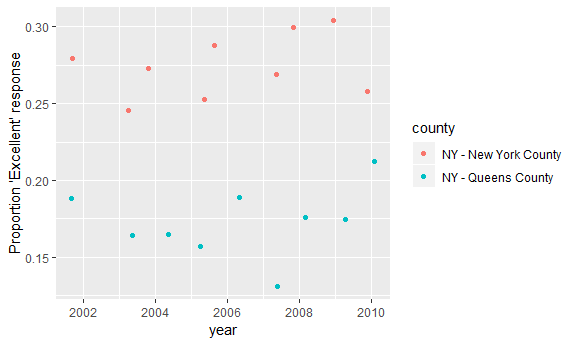 0.30
0.25
0.20
0.15
Proportion 'Excellent' response
2002 2004 2006 2008 2010
year
county
NY - New York County
NY - Queens County